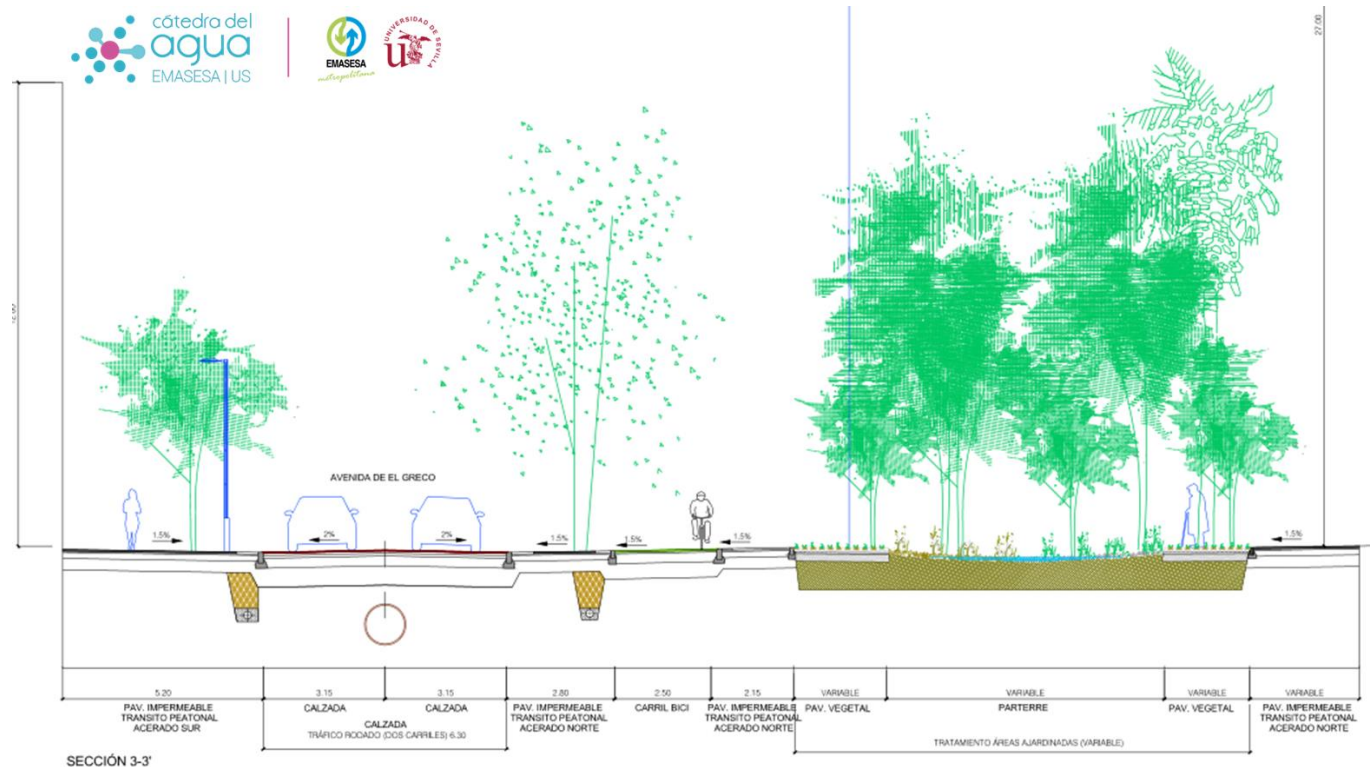 cátedra del
agua
EMASESA | US
EMASESA
metropolitana
UNIVERSIDAD DE SEVILLA
27.00
AVENIDA DE EL GRECO
1.5%
2%
2%
1.5%
1.5%
1.5%
1.5%
5.20
3.15
3.15
2.80
2.50
2.15
VARIABLE
VARIABLE
VARIABLE
VARIABLE
PAV. IMPERMEABLE
TRANSITO PEATONAL
ACERADO SUR
CALZADA
CALZADA
CALZADA
TRÁFICO RODADO (DOS CARRILES) 6.30
PAV. IMPERMEABLE
TRANSITO PEATONAL
ACERADO NORTE
CARRIL BICI
PAV. IMPERMEABLE
TRANSITO PEATONAL
ACERADO NORTE
PAV. VEGETAL
PARTERRE
PAV. VEGETAL
PAV. IMPERMEABLE
TRANSITO PEATONAL
ACERADO NORTE
TRATAMIENTO ÁREAS AJARDINADAS (VARIABLE)
SECCIÓN 3-3'